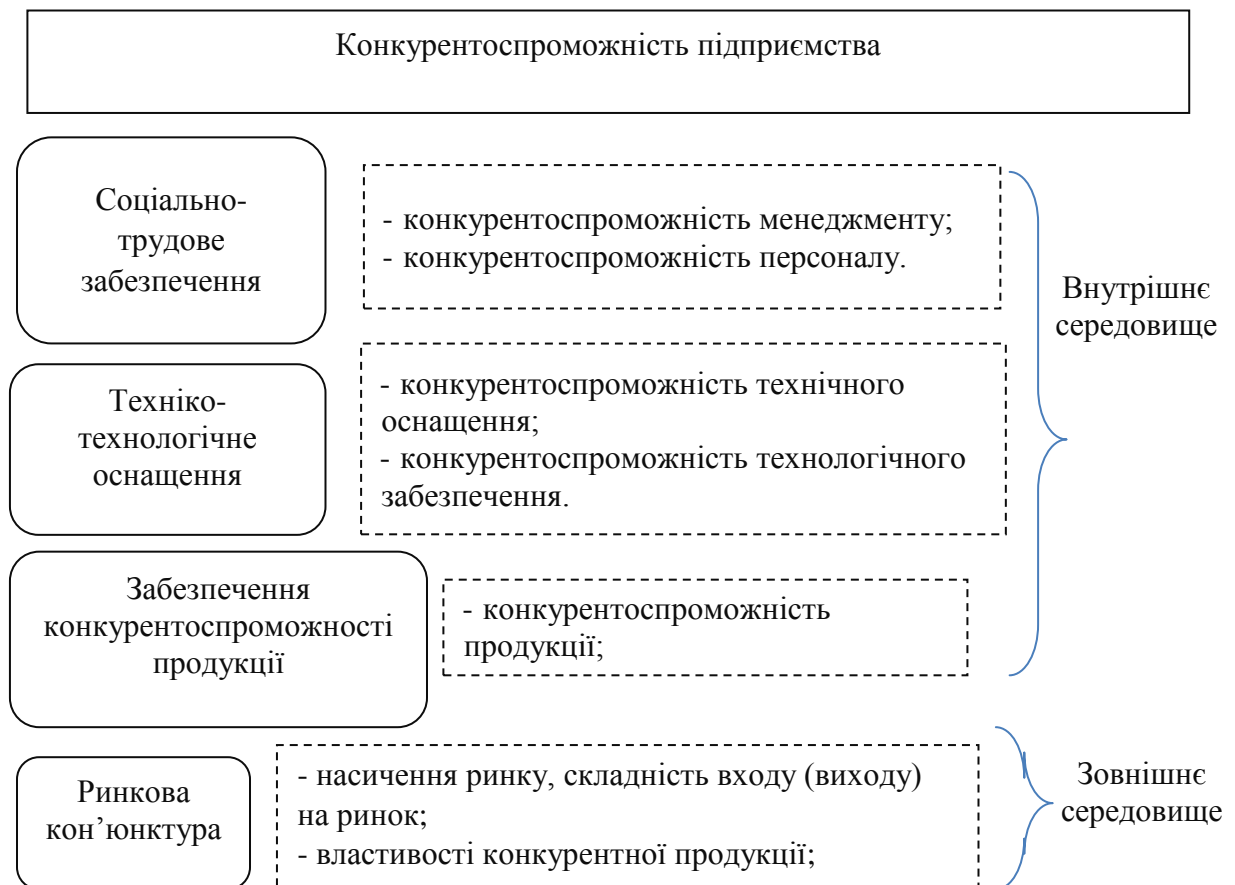 Конкурентоспроможність підприємства
Соціально-
трудове
забезпечення
- конкурентоспроможність менеджменту;
- конкурентоспроможність персоналу.
Внутрішнє
середовище
Техніко-
технологічне
оснащення
- конкурентоспроможність технічного
оснащення;
- конкурентоспроможність технологічного
забезпечення.
Забезпечення
конкурентоспроможності
продукції
- конкурентоспроможність
продукції;
Ринкова
кон’юнктура
- насичення ринку, складність входу (виходу)
на ринок;
- властивості конкурентної продукції;
Зовнішнє
середовище